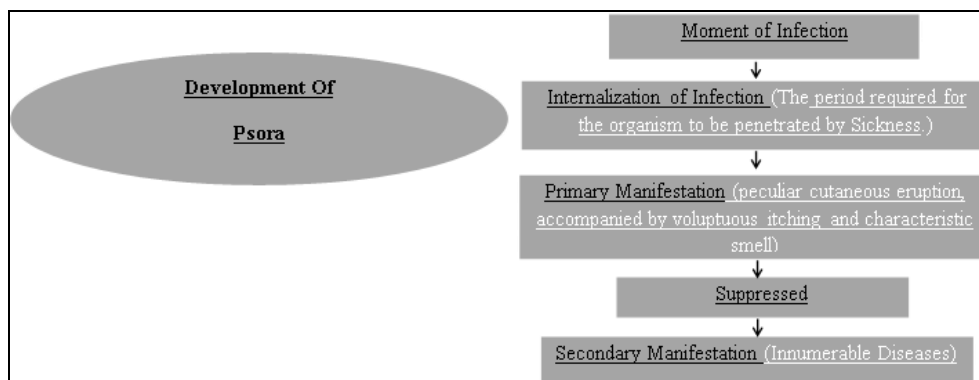 Development Of
Psora
Moment of Infection
Internalization of Infection (The period required for
the organism to be penetrated by Sickness.)
Primary Manifestation (peculiar cutaneous eruption,
accompanied by voluptuous itching and characteristic
smell)
Suppressed
Secondary Manifestation (Innumerable Diseases)